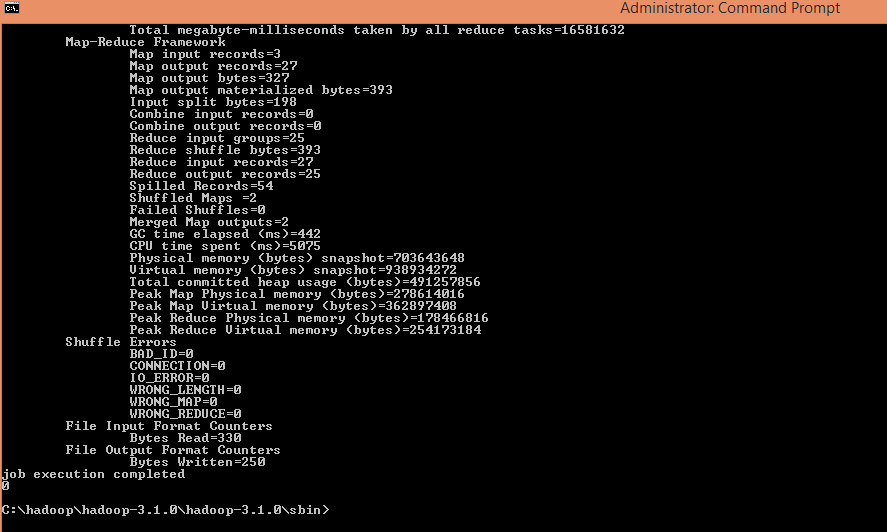 Administrator: Command Prompt
Total megabyte-milliseconds taken by all reduce tasks=16581632
Map-Reduce Framework
Map input records=3
Map output records=27
Map output bytes=327
Map output materialized bytes=393
Input split bytes=198
Combine input records=0
Combine output records=0
Reduce input groups=25
Reduce shuffle bytes=393
Reduce input records=27
Reduce output records=25
Spilled Records=54
Shuffled Maps =2
Failed Shuffles=0
Merged Map outputs=2
GC time elapsed (ms)=442
CPU time spent (ms)=5075
Physical memory (bytes) snapshot=703643648
Virtual memory (bytes) snapshot=938934272
Total committed heap usage (bytes)=491257856
Peak Map Physical memory (bytes)=278614016
Peak Map Virtual memory (bytes)=362897408
Peak Reduce Physical memory (bytes)=178466816
Peak Reduce Virtual memory (bytes)=254173184
Shuffle Errors
BAD_ID=0
CONNECTION=0
IO_ERROR=0
WRONG_LENGTH=0
WRONG_MAP=0
WRONG_REDUCE=0
File Input Format Counters
Bytes Read=330
File Output Format Counters
Bytes Written=250
job execution completed
0
C:\hadoop\hadoop-3.1.0\hadoop-3.1.0\sbin>